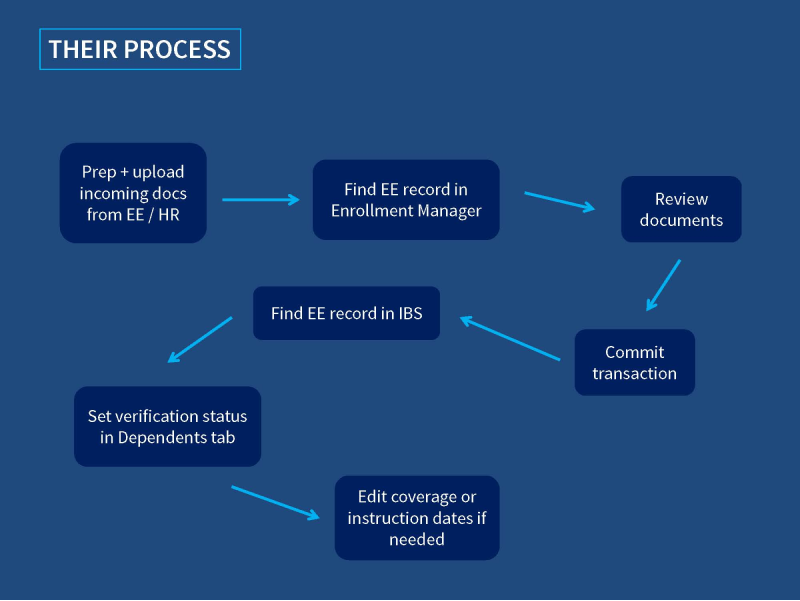 THEIR PROCESS
Prep + upload
incoming docs
from EE / HR
Find EE record in
Enrollment Manager
Review
documents
Commit
transaction
Find EE record in IBS
Set verification status
in Dependents tab
Edit coverage or
instruction dates if
needed